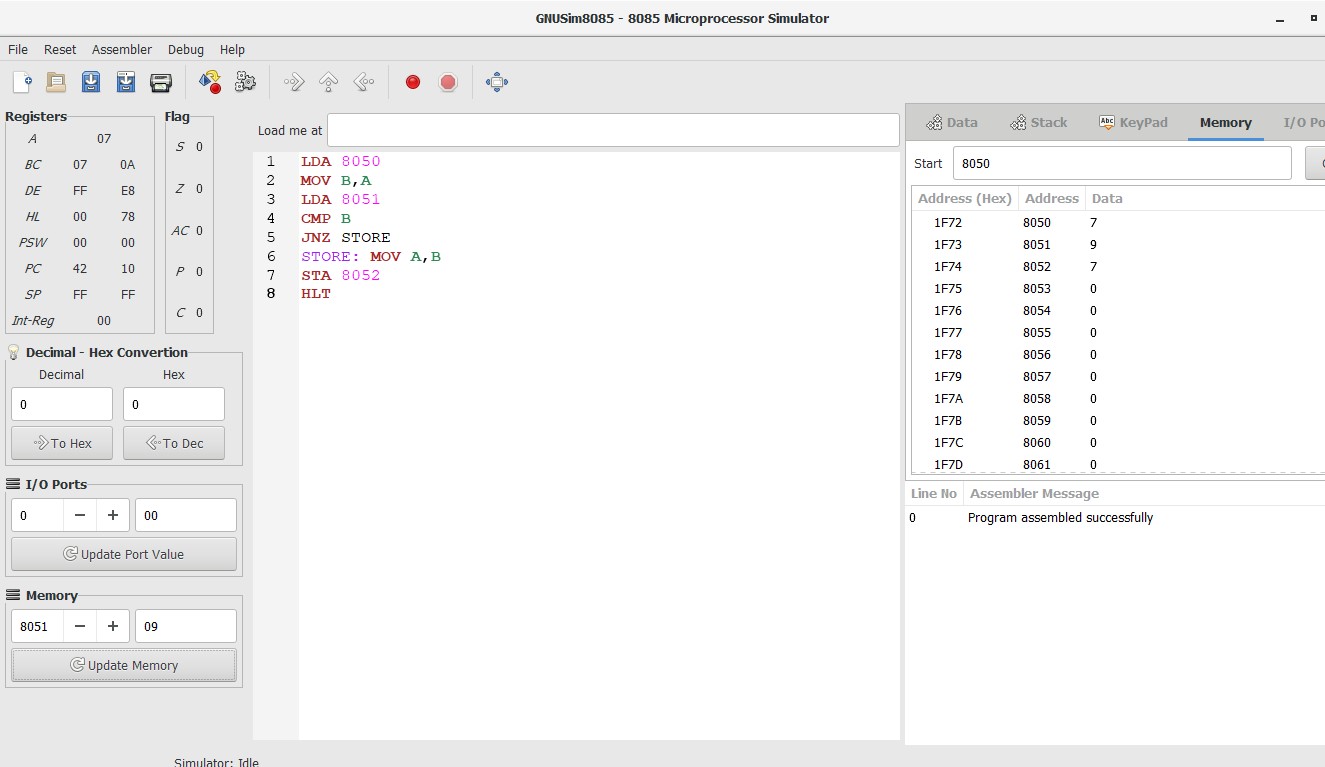 GNUSim8085 - 8085 Microprocessor Simulator
File Reset Assembler Debug Help
Registers
A 07
BC 07 0A
DE FF E8
HL 00 78
PSW 00 00
PC 42 10
SP FF FF
Int-Reg 00
Flag
S 0
Z 0
AC 0
P 0
C 0
Decimal - Hex Convertion
Decimal Hex
0 0
To Hex To Dec
I/O Ports
0 − + 00
Update Port Value
Memory
8051 − + 09
Update Memory
Load me at
1 LDA 8050
2 MOV B,A
3 LDA 8051
4 CMP B
5 JNZ STORE
6 STORE: MOV A,B
7 STA 8052
8 HLT
Data Stack Abc KeyPad Memory I/O Po
Start 8050
Address (Hex) Address Data
1F72 8050 7
1F73 8051 9
1F74 8052 7
1F75 8053 0
1F76 8054 0
1F77 8055 0
1F78 8056 0
1F79 8057 0
1F7A 8058 0
1F7B 8059 0
1F7C 8060 0
1F7D 8061 0
Line No Assembler Message
0 Program assembled successfully
Simulator: Idle